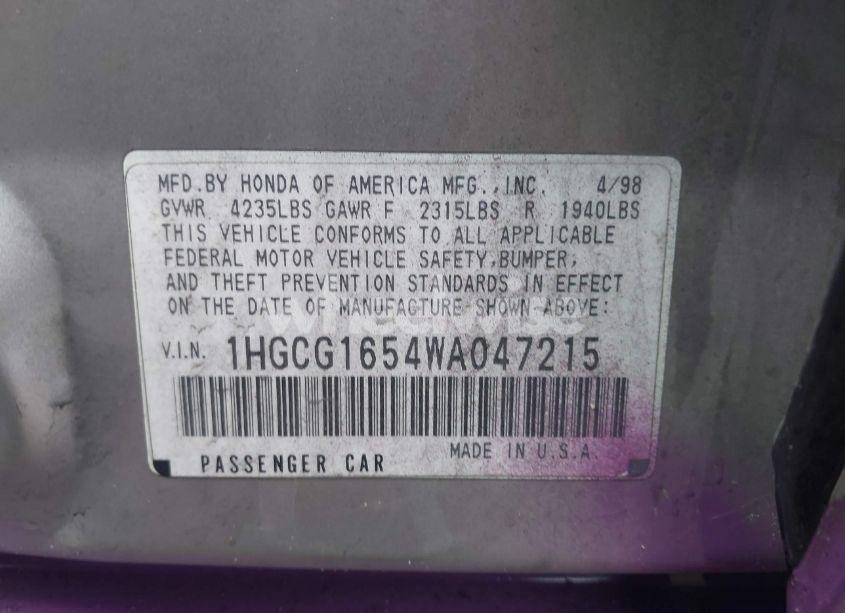 MFD.BY HONDA OF AMERICA MFG.,INC. 4/98
GVWR 4235LBS GAWR F 2315LBS R 1940LBS
THIS VEHICLE CONFORMS TO ALL APPLICABLE
FEDERAL MOTOR VEHICLE SAFETY,BUMPER,
AND THEFT PREVENTION STANDARDS IN EFFECT
ON THE DATE OF MANUFACTURE SHOWN ABOVE:
V.I.N. 1HGCG1654WA047215
MADE IN U.S.A.
PASSENGER CAR